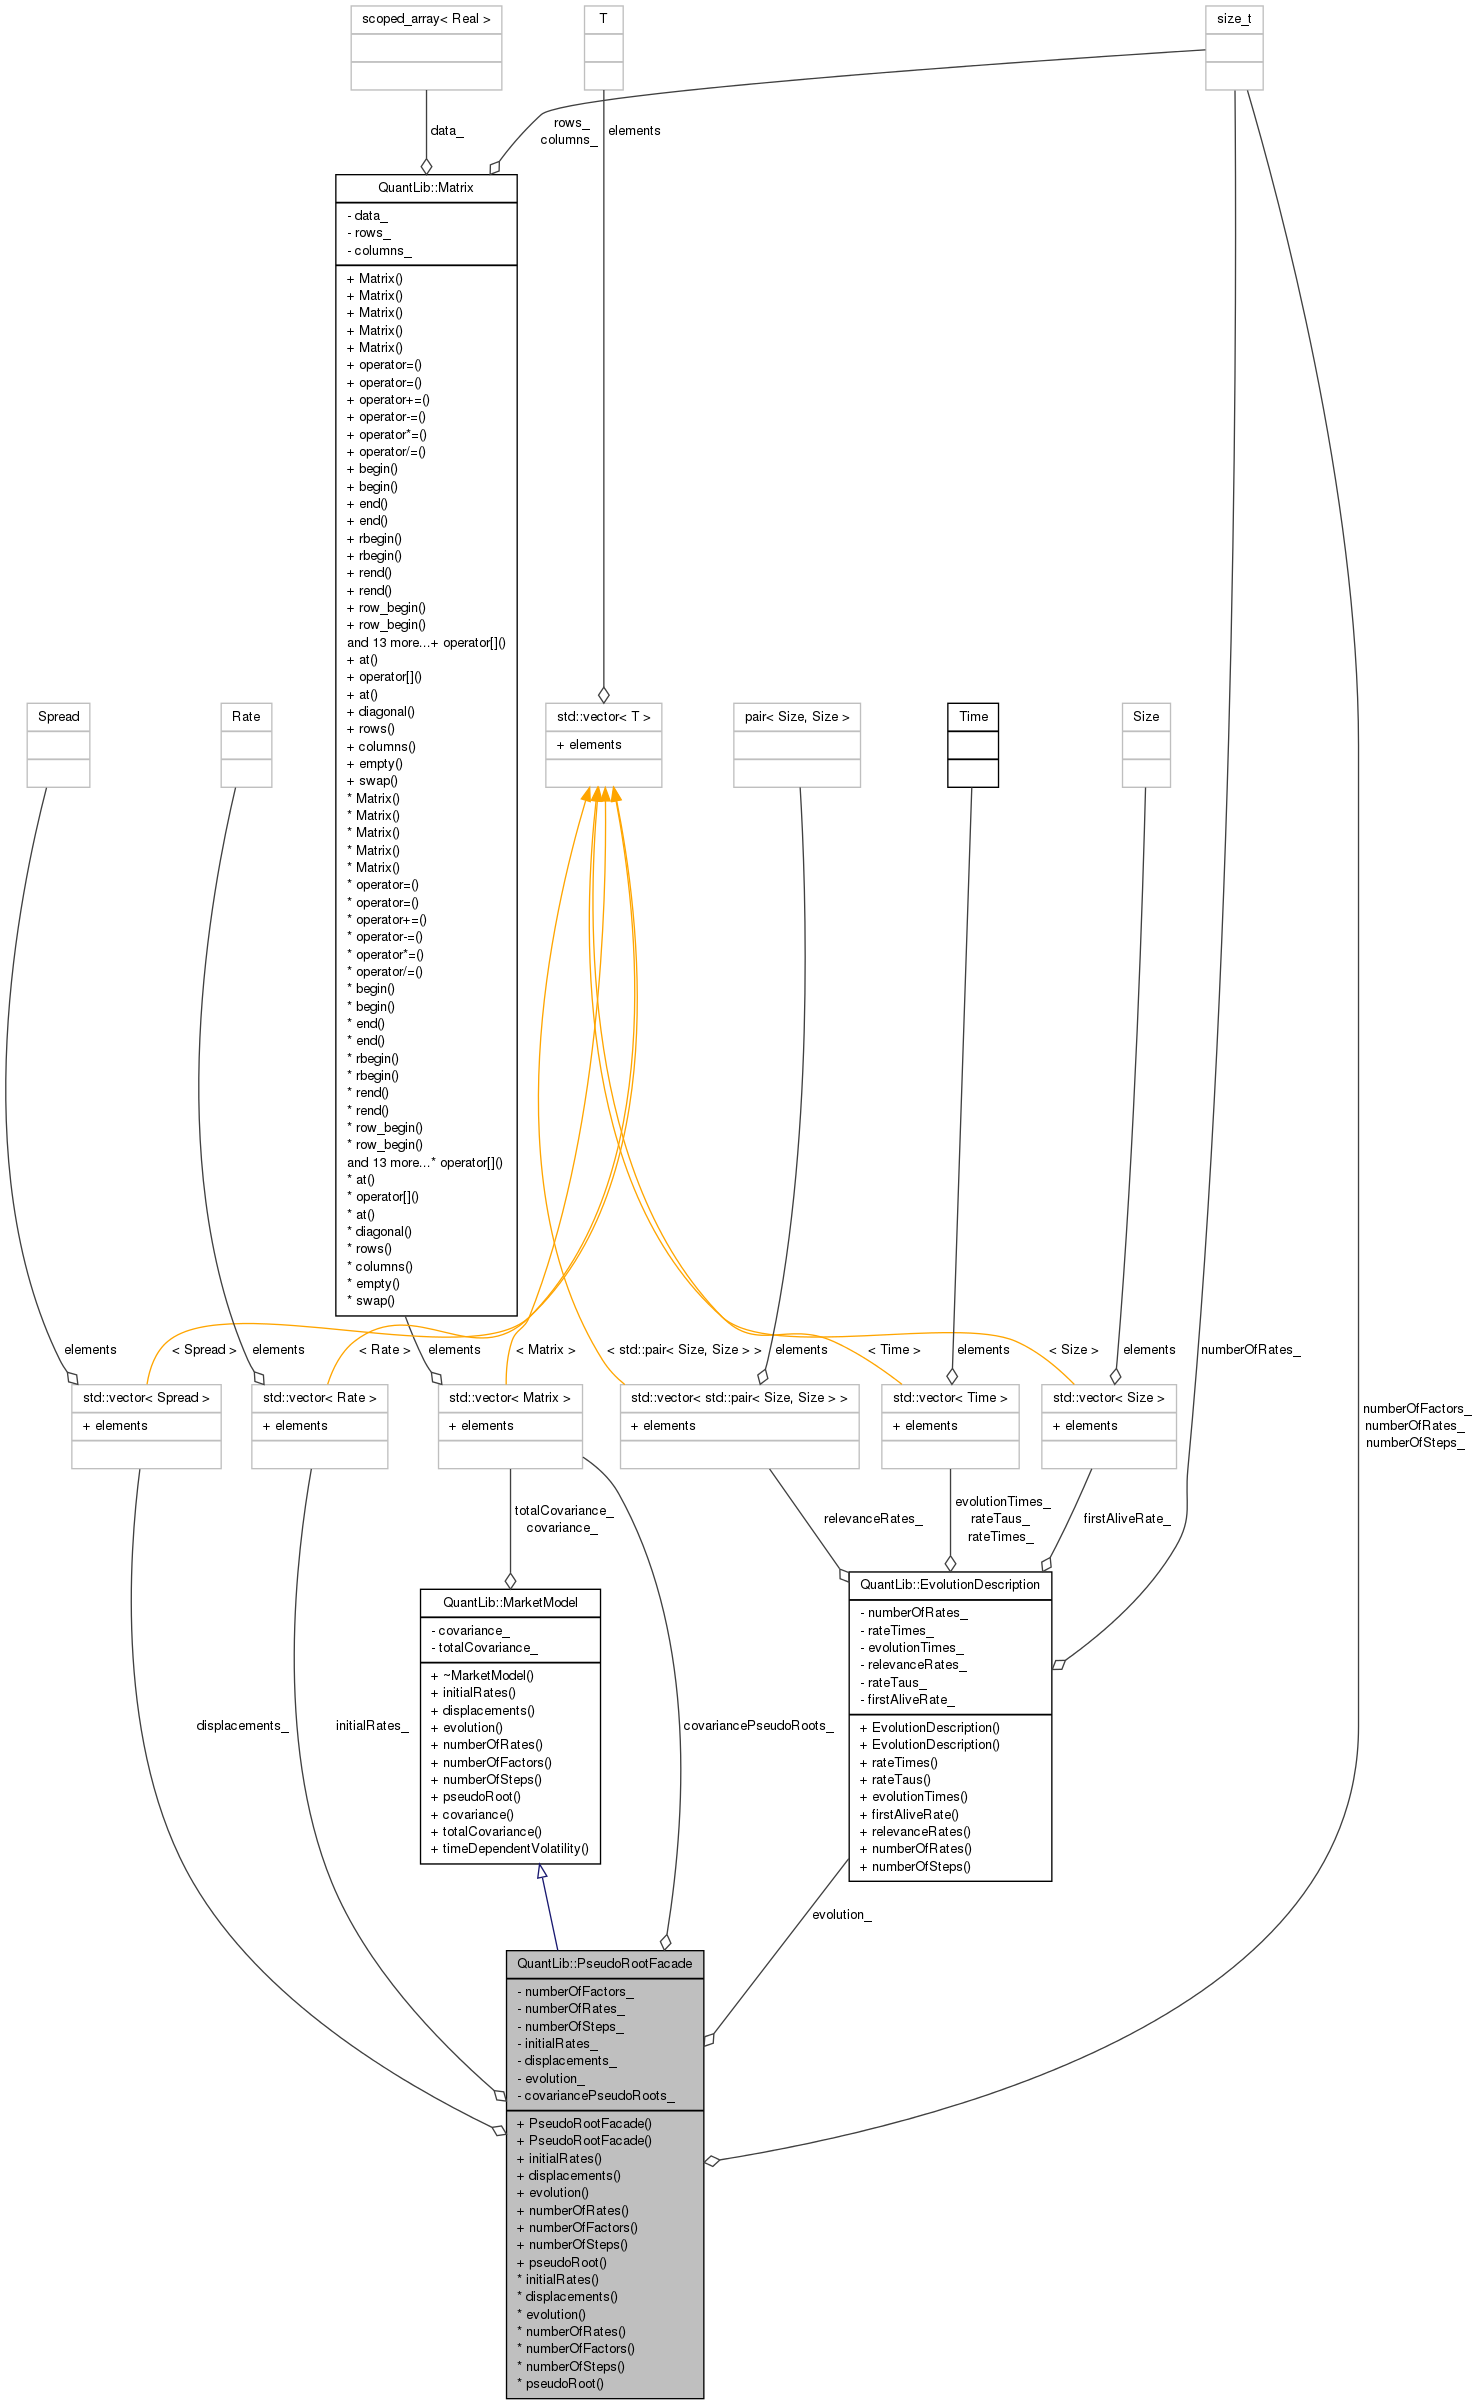 scoped_array< Real >
T
size_t
data_
rows_
columns_
elements
QuantLib::Matrix
- data_
- rows_
- columns_
+ Matrix()
+ Matrix()
+ Matrix()
+ Matrix()
+ Matrix()
+ operator=()
+ operator=()
+ operator+=()
+ operator-=()
+ operator*=()
+ operator/=()
+ begin()
+ begin()
+ end()
+ end()
+ rbegin()
+ rbegin()
+ rend()
+ rend()
+ row_begin()
+ row_begin()
and 13 more...+ operator[]()
+ at()
+ operator[]()
+ at()
+ diagonal()
+ rows()
+ columns()
+ empty()
+ swap()
* Matrix()
* Matrix()
* Matrix()
* Matrix()
* Matrix()
* operator=()
* operator=()
* operator+=()
* operator-=()
* operator*=()
* operator/=()
* begin()
* begin()
* end()
* end()
* rbegin()
* rbegin()
* rend()
* rend()
* row_begin()
* row_begin()
and 13 more...* operator[]()
* at()
* operator[]()
* at()
* diagonal()
* rows()
* columns()
* empty()
* swap()
Spread
Rate
std::vector< T >
+ elements
pair< Size, Size >
Time
Size
elements
< Spread >
elements
< Rate >
elements
< Matrix >
< std::pair< Size, Size > >
elements
< Time >
elements
< Size >
elements
numberOfRates_
std::vector< Spread >
+ elements
std::vector< Rate >
+ elements
std::vector< Matrix >
+ elements
std::vector< std::pair< Size, Size > >
+ elements
std::vector< Time >
+ elements
std::vector< Size >
+ elements
numberOfFactors_
numberOfRates_
numberOfSteps_
totalCovariance_
covariance_
relevanceRates_
evolutionTimes_
rateTaus_
rateTimes_
firstAliveRate_
QuantLib::MarketModel
- covariance_
- totalCovariance_
+ ~MarketModel()
+ initialRates()
+ displacements()
+ evolution()
+ numberOfRates()
+ numberOfFactors()
+ numberOfSteps()
+ pseudoRoot()
+ covariance()
+ totalCovariance()
+ timeDependentVolatility()
QuantLib::EvolutionDescription
- numberOfRates_
- rateTimes_
- evolutionTimes_
- relevanceRates_
- rateTaus_
- firstAliveRate_
+ EvolutionDescription()
+ EvolutionDescription()
+ rateTimes()
+ rateTaus()
+ evolutionTimes()
+ firstAliveRate()
+ relevanceRates()
+ numberOfRates()
+ numberOfSteps()
displacements_
initialRates_
covariancePseudoRoots_
evolution_
QuantLib::PseudoRootFacade
- numberOfFactors_
- numberOfRates_
- numberOfSteps_
- initialRates_
- displacements_
- evolution_
- covariancePseudoRoots_
+ PseudoRootFacade()
+ PseudoRootFacade()
+ initialRates()
+ displacements()
+ evolution()
+ numberOfRates()
+ numberOfFactors()
+ numberOfSteps()
+ pseudoRoot()
* initialRates()
* displacements()
* evolution()
* numberOfRates()
* numberOfFactors()
* numberOfSteps()
* pseudoRoot()